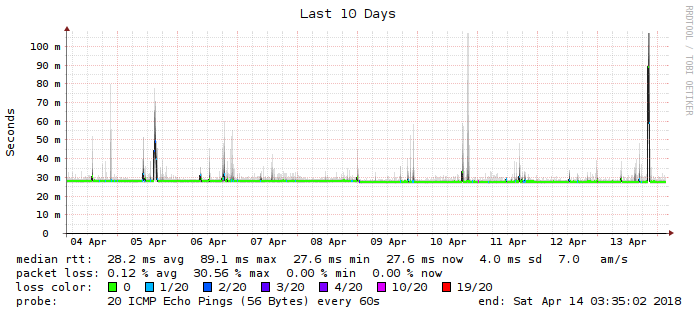 Last 10 Days
RRDTOOL / TOBI OETIKER
Seconds
100 m
90 m
80 m
70 m
60 m
50 m
40 m
30 m
20 m
10 m
0
04 Apr 05 Apr 06 Apr 07 Apr 08 Apr 09 Apr 10 Apr 11 Apr 12 Apr 13 Apr
median rtt: 28.2 ms avg 89.1 ms max 27.6 ms min 27.6 ms now 4.0 ms sd 7.0 am/s
packet loss: 0.12 % avg 30.56 % max 0.00 % min 0.00 % now
loss color: 0 1/20 2/20 3/20 4/20 10/20 19/20
probe: 20 ICMP Echo Pings (56 Bytes) every 60s end: Sat Apr 14 03:35:02 2018